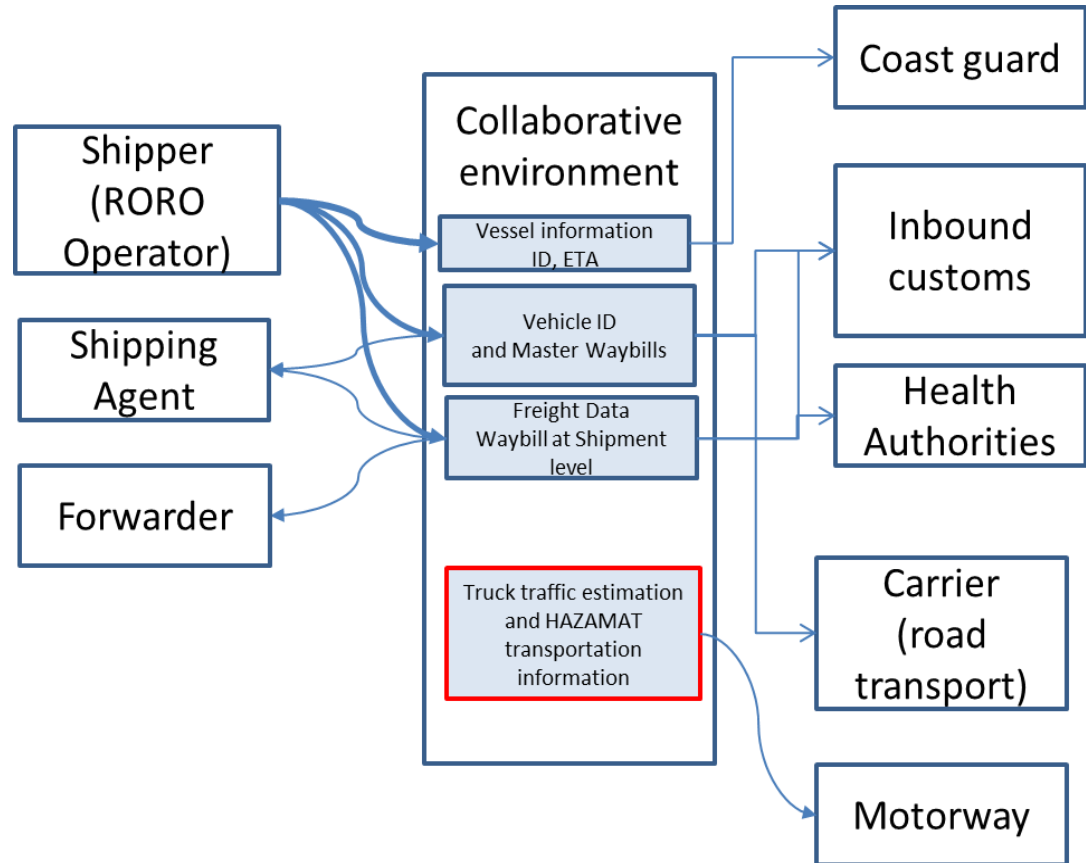 Shipper
(RORO
Operator)
Shipping
Agent
Forwarder
Collaborative
environment
Vessel information
ID, ETA
Vehicle ID
and Master Waybills
Freight Data
Waybill at Shipment
level
Truck traffic estimation
and HAZAMAT
transportation
information
Coast guard
Inbound
customs
Health
Authorities
Carrier
(road
transport)
Motorway